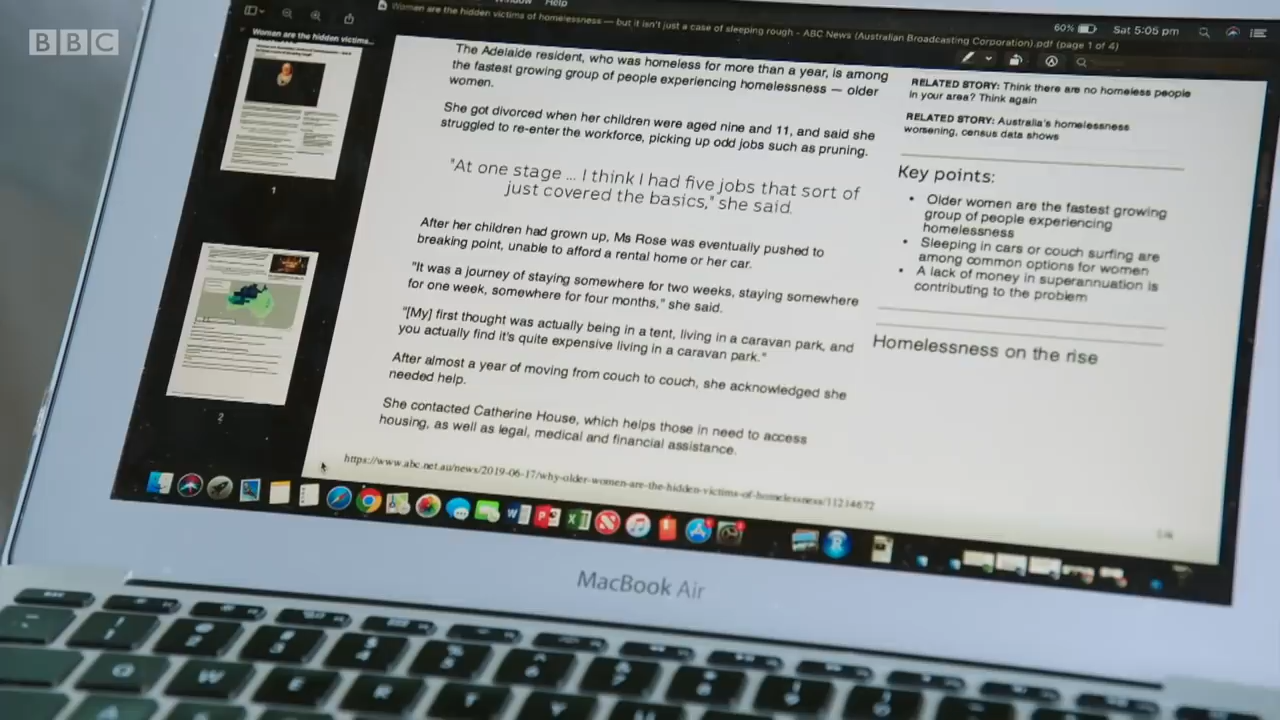 BBC
Window Help
Women are the hidden victims of homelessness — but it isn't just a case of sleeping rough - ABC News (Australian Broadcasting Corporation).pdf (page 1 of 4)
60% Sat 5:05 pm
Women are the hidden victims...
The Adelaide resident, who was homeless for more than a year, is among
the fastest growing group of people experiencing homelessness — older
women.
She got divorced when her children were aged nine and 11, and said she
struggled to re-enter the workforce, picking up odd jobs such as pruning.
"At one stage ... I think I had five jobs that sort of
just covered the basics," she said.
After her children had grown up, Ms Rose was eventually pushed to
breaking point, unable to afford a rental home or her car.
"It was a journey of staying somewhere for two weeks, staying somewhere
for one week, somewhere for four months," she said.
"[My] first thought was actually being in a tent, living in a caravan park, and
you actually find it's quite expensive living in a caravan park."
After almost a year of moving from couch to couch, she acknowledged she
needed help.
She contacted Catherine House, which helps those in need to access
housing, as well as legal, medical and financial assistance.
https://www.abc.net.au/news/2019-06-17/why-older-women-are-the-hidden-victims-of-homelessness/11214672
RELATED STORY: Think there are no homeless people
in your area? Think again
RELATED STORY: Australia's homelessness
worsening, census data shows
Key points:
• Older women are the fastest growing
group of people experiencing
homelessness
• Sleeping in cars or couch surfing are
among common options for women
• A lack of money in superannuation is
contributing to the problem
Homelessness on the rise
1/4
1
2
MacBook Air
Q W E R T Y U